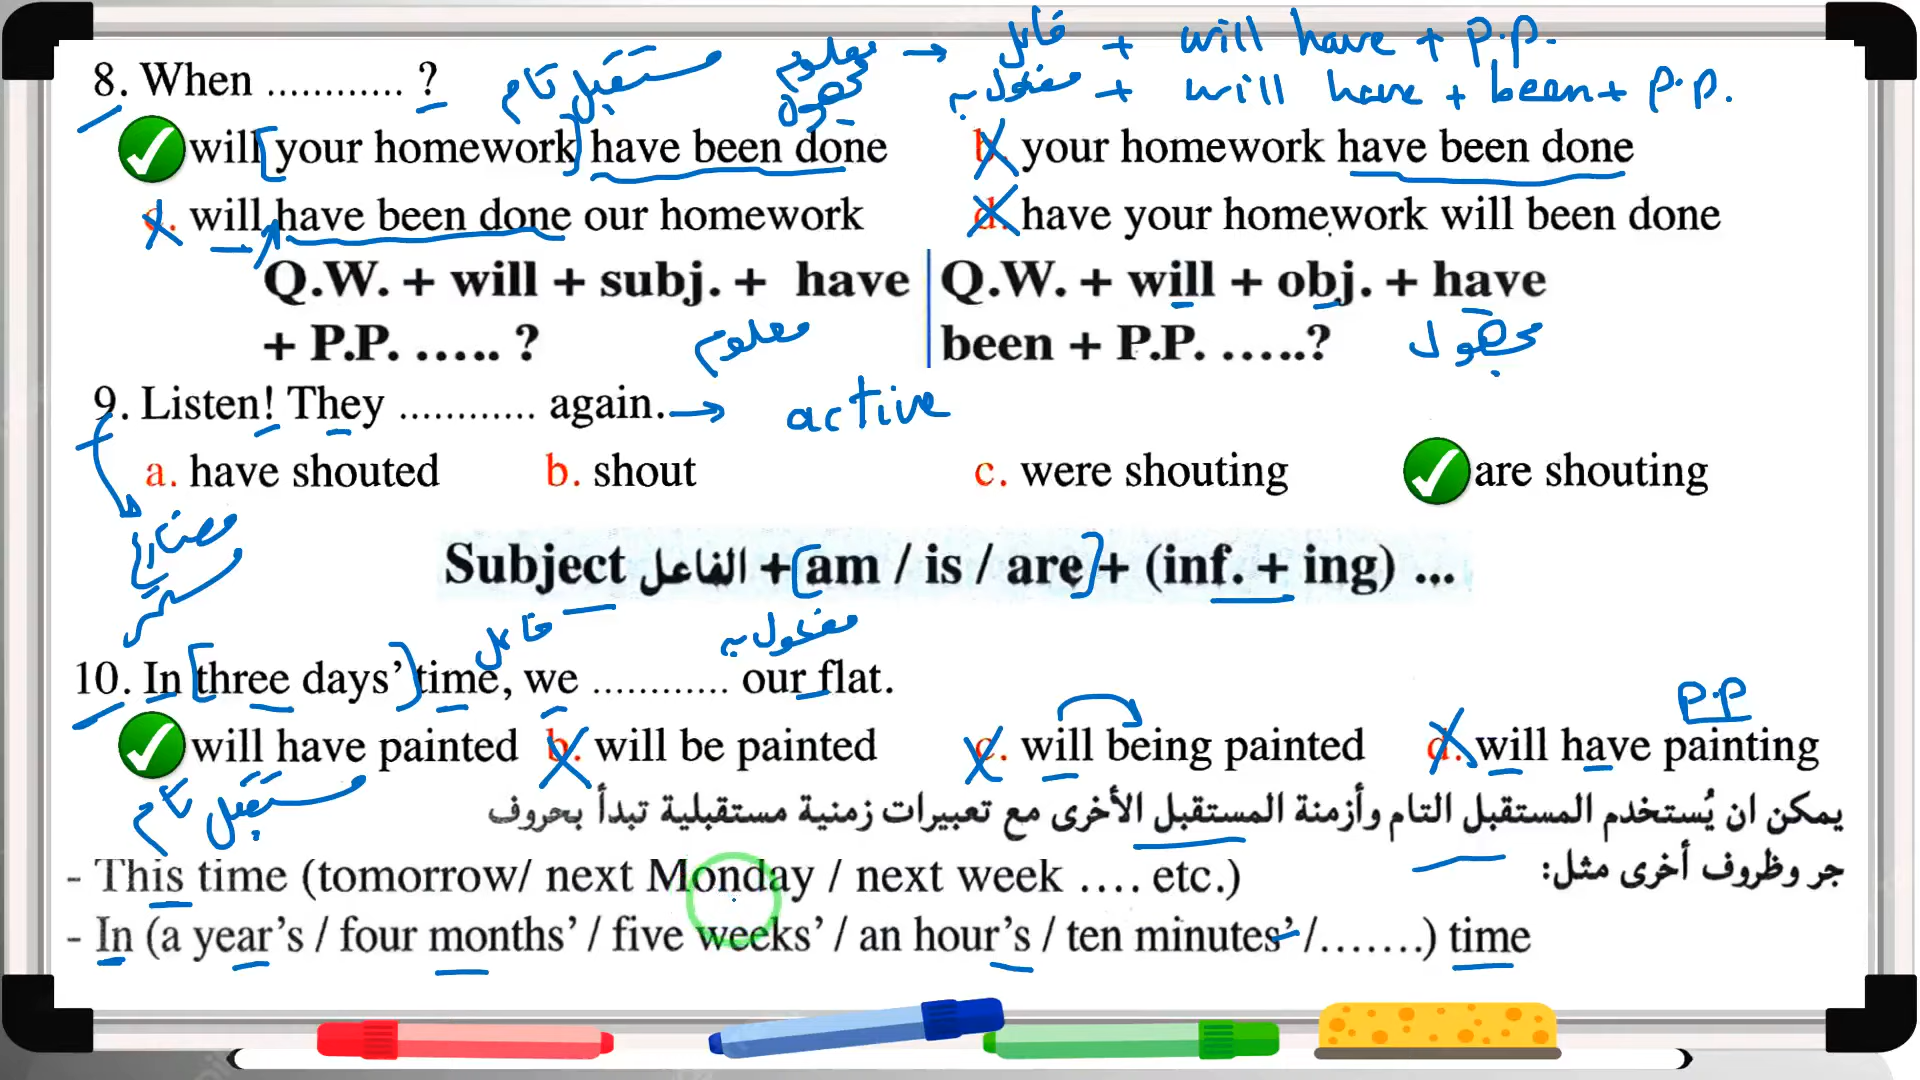 معلوم → فاعل + will have + p.p.
8. When ............ ? مستقبل تام مجهول مفعول به + will have + been + p.p.
will [your homework] have been done b. your homework have been done
c. will have been done our homework d. have your homework will been done
Q.W. + will + subj. + have Q.W. + will + obj. + have
+ P.P. ..... ? معلوم been + P.P. .....? مجهول
9. Listen! They ............ again. → active
a. have shouted b. shout c. were shouting are shouting
مضارع
مستمر
Subject الفاعل + [am / is / are] + (inf. + ing) ...
فاعل مفعول به
10. In [three days’] time, we ............ our flat.
p.p
will have painted b. will be painted c. will being painted d. will have painting
مستقبل تام
يمكن ان يُستخدم المستقبل التام وأزمنة المستقبل الأخرى مع تعبيرات زمنية مستقبلية تبدأ بحروف
جر وظروف أخرى مثل:
- This time (tomorrow/ next Monday / next week .... etc.)
- In (a year’s / four months’ / five weeks’ / an hour’s / ten minutes’ /.......) time